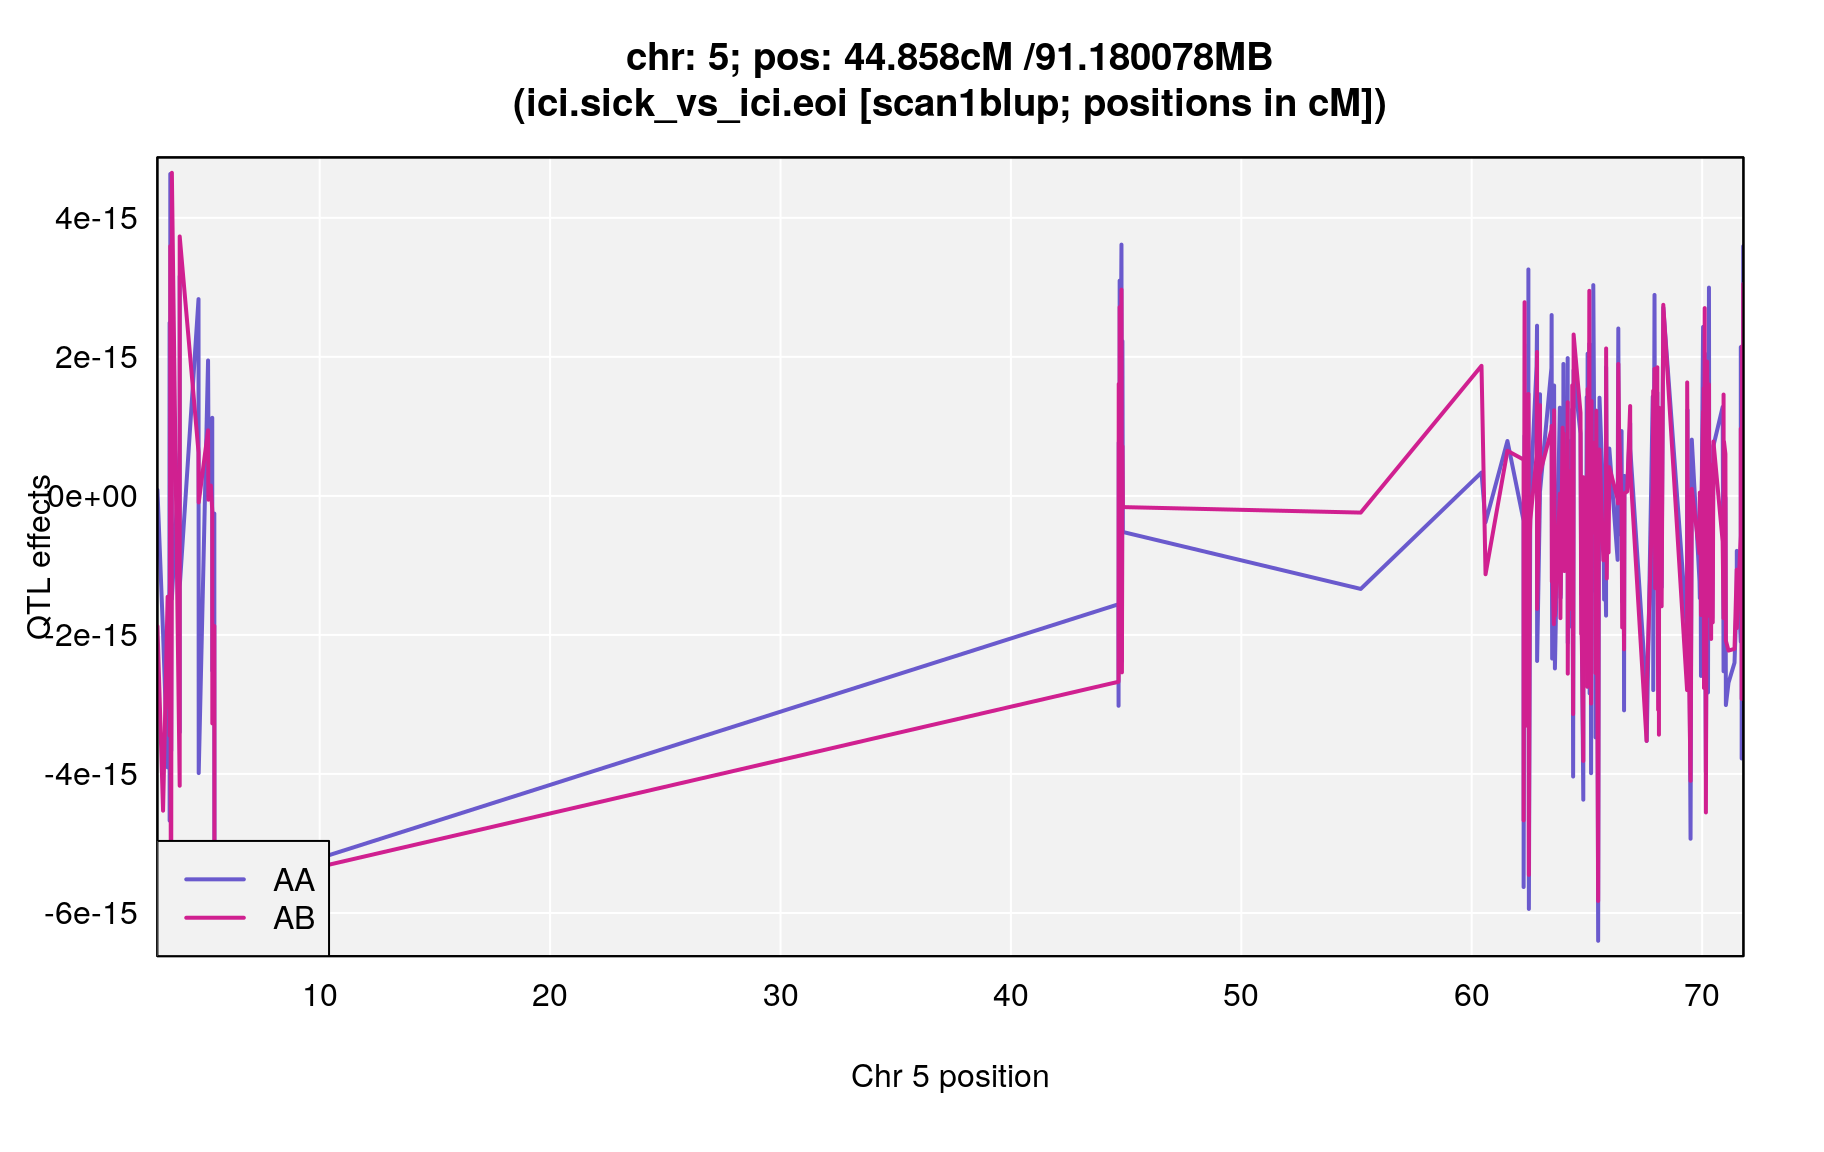 chr: 5; pos: 44.858cM /91.180078MB
(ici.sick_vs_ici.eoi [scan1blup; positions in cM])
QTL effects
4e-15
2e-15
0e+00
-2e-15
-4e-15
-6e-15
AA
AB
10 20 30 40 50 60 70
Chr 5 position